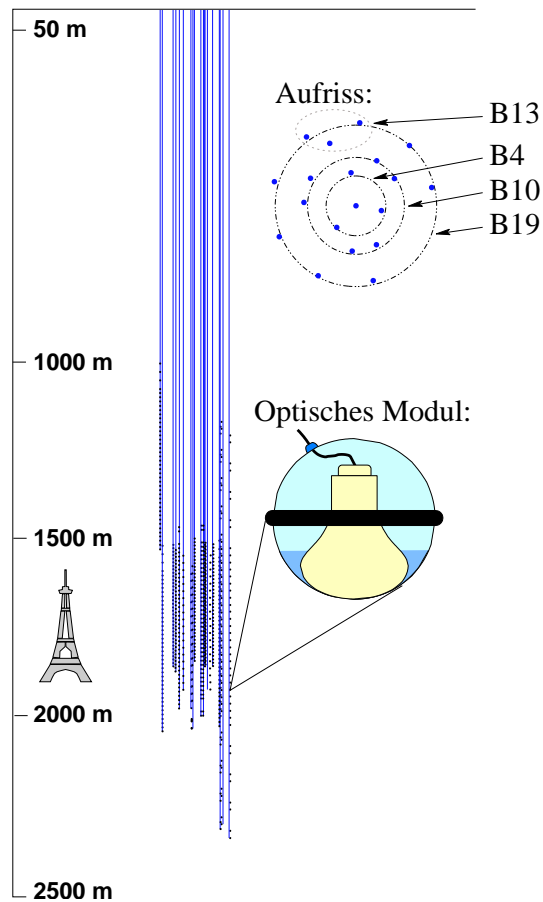 50 m
Aufriss:
B13
B4
B10
B19
1000 m
Optisches Modul:
1500 m
2000 m
2500 m